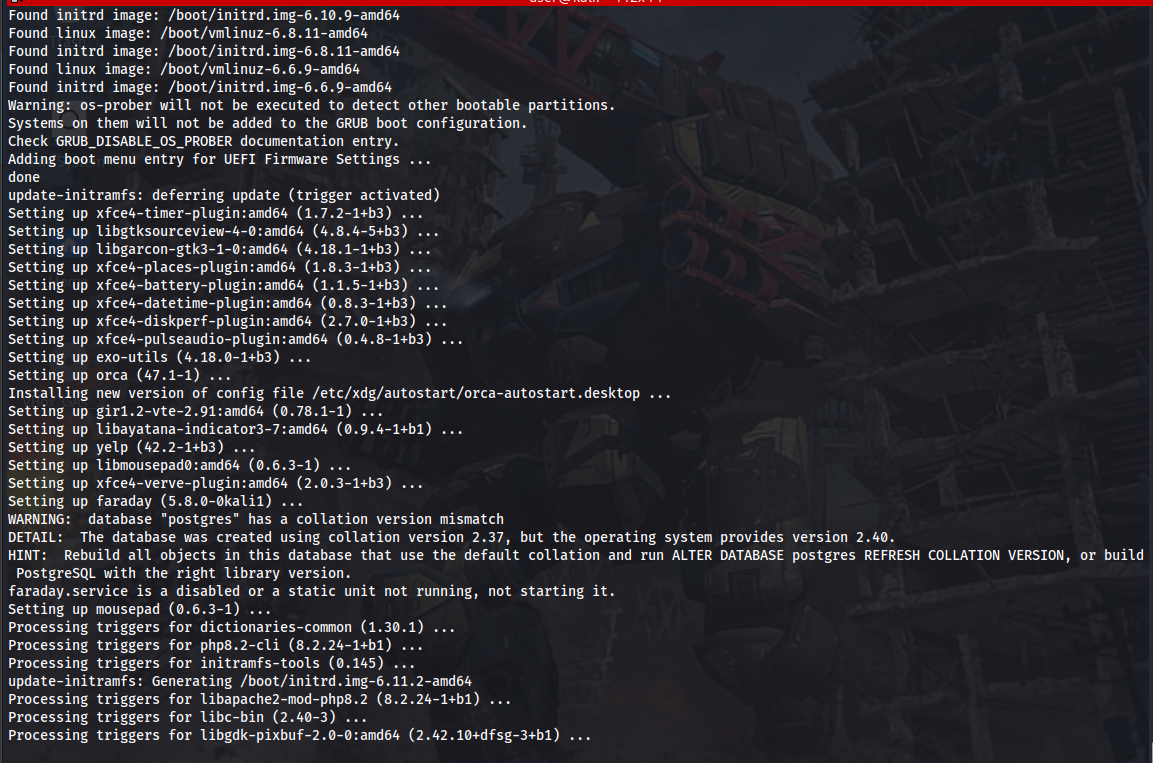 Found initrd image: /boot/initrd.img-6.10.9-amd64
Found linux image: /boot/vmlinuz-6.8.11-amd64
Found initrd image: /boot/initrd.img-6.8.11-amd64
Found linux image: /boot/vmlinuz-6.6.9-amd64
Found initrd image: /boot/initrd.img-6.6.9-amd64
Warning: os-prober will not be executed to detect other bootable partitions.
Systems on them will not be added to the GRUB boot configuration.
Check GRUB_DISABLE_OS_PROBER documentation entry.
Adding boot menu entry for UEFI Firmware Settings ...
done
update-initramfs: deferring update (trigger activated)
Setting up xfce4-timer-plugin:amd64 (1.7.2-1+b3) ...
Setting up libgtksourceview-4-0:amd64 (4.8.4-5+b3) ...
Setting up libgarcon-gtk3-1-0:amd64 (4.18.1-1+b3) ...
Setting up xfce4-places-plugin:amd64 (1.8.3-1+b3) ...
Setting up xfce4-battery-plugin:amd64 (1.1.5-1+b3) ...
Setting up xfce4-datetime-plugin:amd64 (0.8.3-1+b3) ...
Setting up xfce4-diskperf-plugin:amd64 (2.7.0-1+b3) ...
Setting up xfce4-pulseaudio-plugin:amd64 (0.4.8-1+b3) ...
Setting up exo-utils (4.18.0-1+b3) ...
Setting up orca (47.1-1) ...
Installing new version of config file /etc/xdg/autostart/orca-autostart.desktop ...
Setting up gir1.2-vte-2.91:amd64 (0.78.1-1) ...
Setting up libayatana-indicator3-7:amd64 (0.9.4-1+b1) ...
Setting up yelp (42.2-1+b3) ...
Setting up libmousepad0:amd64 (0.6.3-1) ...
Setting up xfce4-verve-plugin:amd64 (2.0.3-1+b3) ...
Setting up faraday (5.8.0-0kali1) ...
WARNING:  database "postgres" has a collation version mismatch
DETAIL:  The database was created using collation version 2.37, but the operating system provides version 2.40.
HINT:  Rebuild all objects in this database that use the default collation and run ALTER DATABASE postgres REFRESH COLLATION VERSION, or build
 PostgreSQL with the right library version.
faraday.service is a disabled or a static unit not running, not starting it.
Setting up mousepad (0.6.3-1) ...
Processing triggers for dictionaries-common (1.30.1) ...
Processing triggers for php8.2-cli (8.2.24-1+b1) ...
Processing triggers for initramfs-tools (0.145) ...
update-initramfs: Generating /boot/initrd.img-6.11.2-amd64
Processing triggers for libapache2-mod-php8.2 (8.2.24-1+b1) ...
Processing triggers for libc-bin (2.40-3) ...
Processing triggers for libgdk-pixbuf-2.0-0:amd64 (2.42.10+dfsg-3+b1) ...